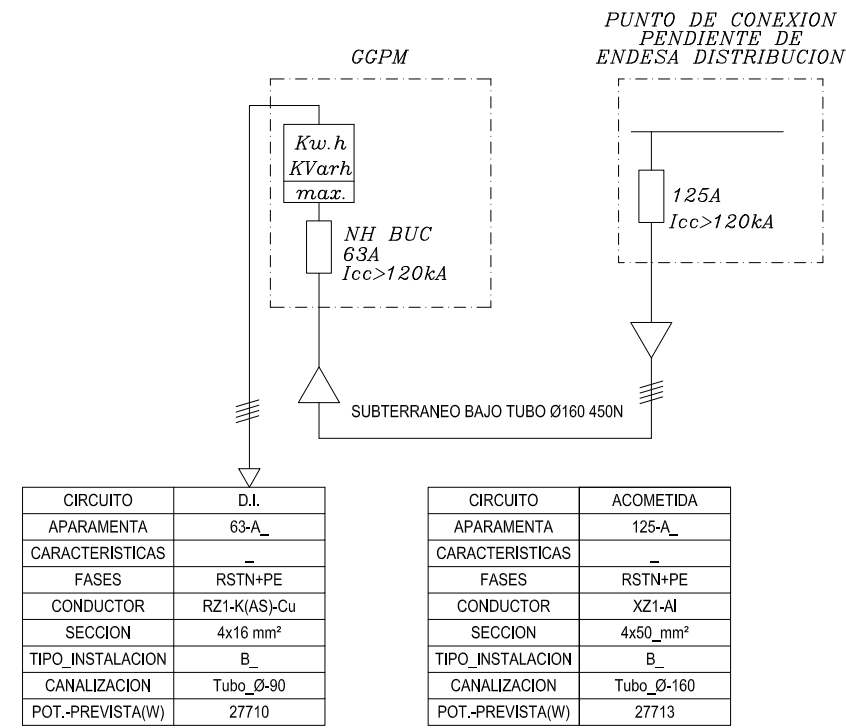 PUNTO DE CONEXION
PENDIENTE DE
ENDESA DISTRIBUCION
GGPM
Kw.h
KVarh
max.
NH BUC
63A
Icc>120kA
125A
Icc>120kA
SUBTERRANEO BAJO TUBO Ø160 450N
CIRCUITO D.I.
APARAMENTA 63-A_
CARACTERISTICAS _
FASES RSTN+PE
CONDUCTOR RZ1-K(AS)-Cu
SECCION 4x16 mm²
TIPO_INSTALACION B_
CANALIZACION Tubo_Ø-90
POT.-PREVISTA(W) 27710
CIRCUITO ACOMETIDA
APARAMENTA 125-A_
CARACTERISTICAS _
FASES RSTN+PE
CONDUCTOR XZ1-Al
SECCION 4x50_mm²
TIPO_INSTALACION B_
CANALIZACION Tubo_Ø-160
POT.-PREVISTA(W) 27713